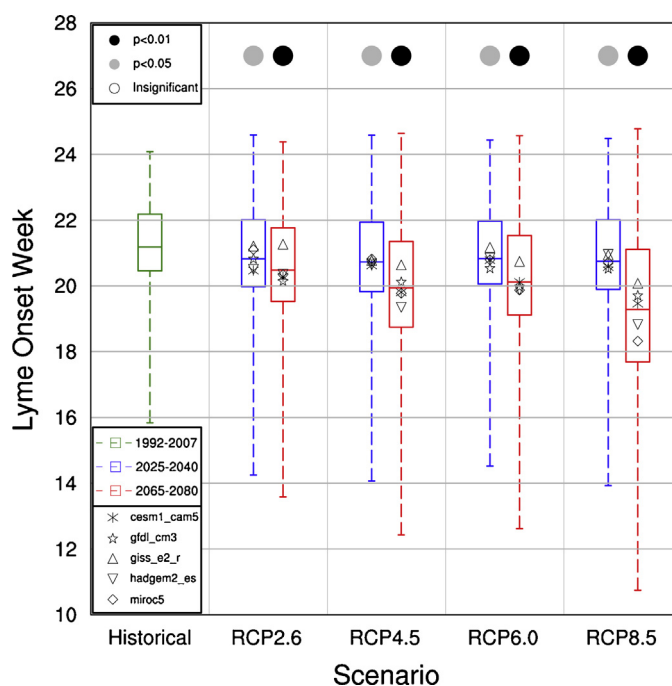 28
26
24
22
20
18
16
14
12
10
Lyme Onset Week
p<0.01
p<0.05
Insignificant
1992-2007
2025-2040
2065-2080
cesm1_cam5
gfdl_cm3
giss_e2_r
hadgem2_es
miroc5
Historical RCP2.6 RCP4.5 RCP6.0 RCP8.5
Scenario